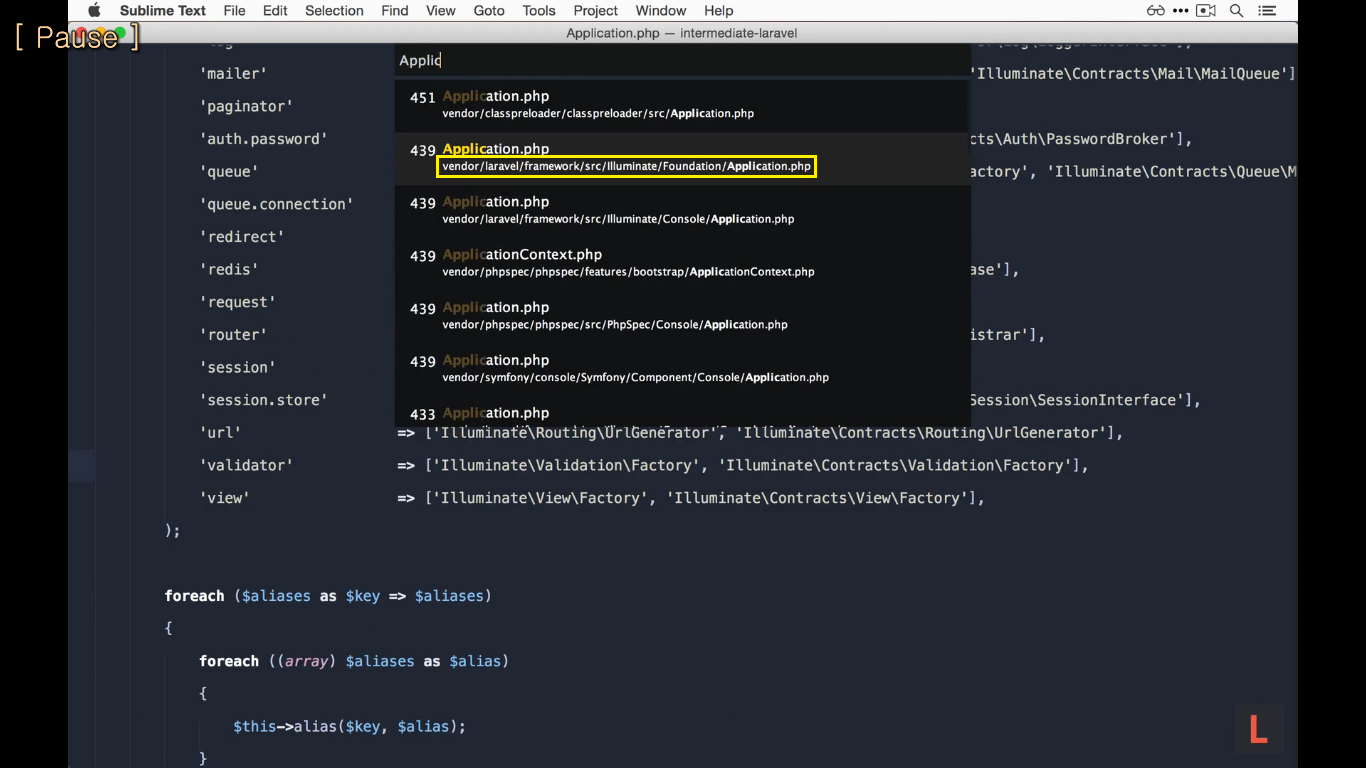 Sublime Text File Edit Selection Find View Goto Tools Project Window Help
[ Pause ]
Application.php — intermediate-laravel
Applic
'mailer' 'Illuminate\Contracts\Mail\MailQueue']
451 Application.php
'paginator'
vendor/classpreloader/classpreloader/src/Application.php
'auth.password' cts\Auth\PasswordBroker'],
439 Application.php
vendor/laravel/framework/src/Illuminate/Foundation/Application.php
'queue' actory', 'Illuminate\Contracts\Queue\M
439 Application.php
'queue.connection'
vendor/laravel/framework/src/Illuminate/Console/Application.php
'redirect'
439 ApplicationContext.php
'redis' ase'],
vendor/phpspec/phpspec/features/bootstrap/ApplicationContext.php
'request'
439 Application.php
vendor/phpspec/phpspec/src/PhpSpec/Console/Application.php
'router' istrar'],
439 Application.php
'session'
vendor/symfony/console/Symfony/Component/Console/Application.php
'session.store' Session\SessionInterface'],
433 Application.php
'url' => ['Illuminate\Routing\UrlGenerator', 'Illuminate\Contracts\Routing\UrlGenerator'],
'validator' => ['Illuminate\Validation\Factory', 'Illuminate\Contracts\Validation\Factory'],
'view' => ['Illuminate\View\Factory', 'Illuminate\Contracts\View\Factory'],
);
foreach ($aliases as $key => $aliases)
{
foreach ((array) $aliases as $alias)
{
$this->alias($key, $alias);
}
L